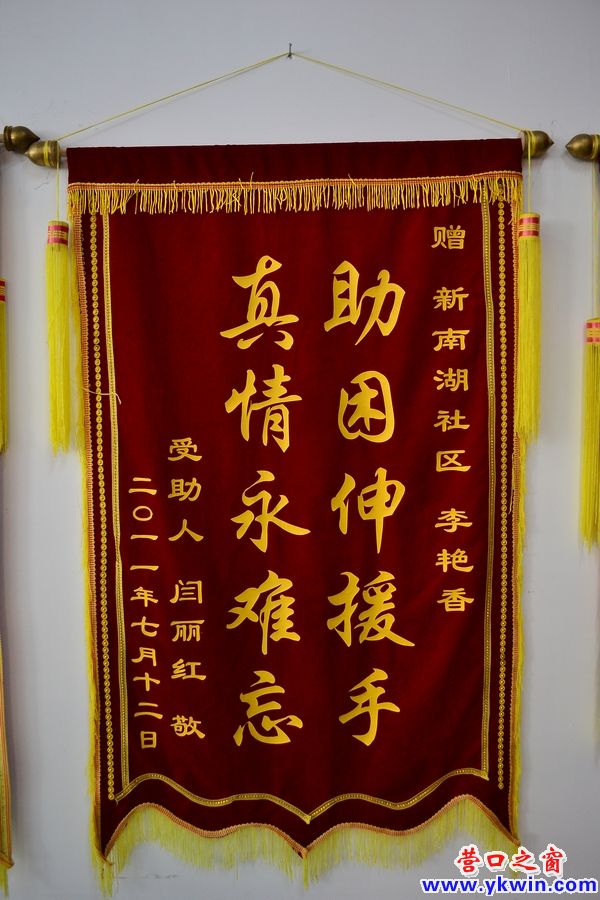 赠 新南湖社区 李艳香
助困伸援手
真情永难忘
受助人 闫丽红 敬
二〇一一年七月十二日
营口之窗
www.ykwin.com